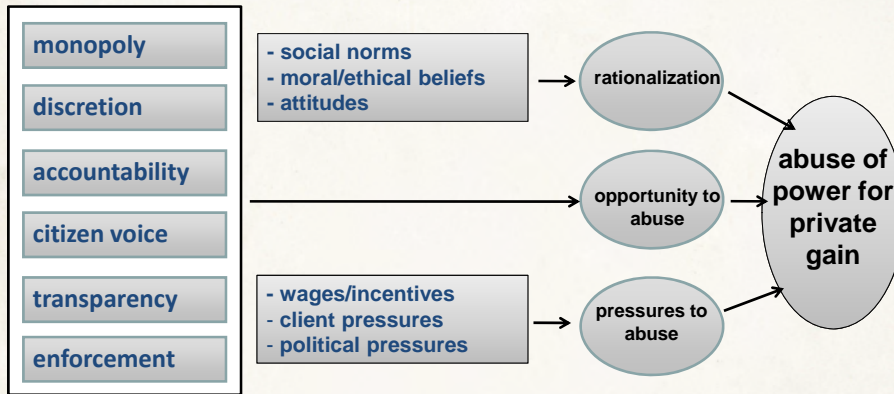 monopoly
discretion
accountability
citizen voice
transparency
enforcement
- social norms
- moral/ethical beliefs
- attitudes
rationalization
opportunity to
abuse
- wages/incentives
- client pressures
- political pressures
pressures to
abuse
abuse of
power for
private
gain